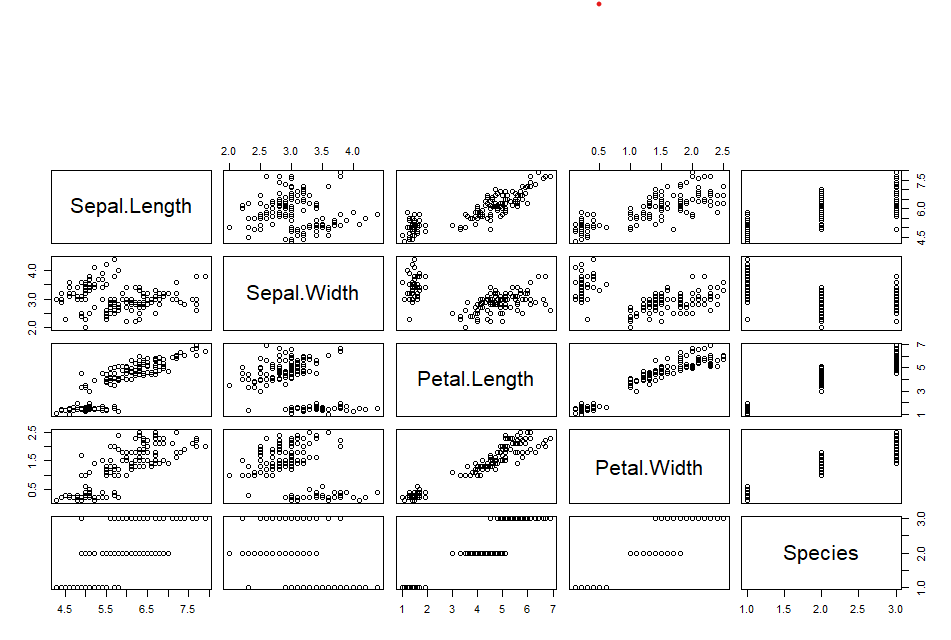 2.0 2.5 3.0 3.5 4.0
0.5 1.0 1.5 2.0 2.5
Sepal.Length
4.5 6.0 7.5
2.0 3.0 4.0
Sepal.Width
Petal.Length
1 3 5 7
0.5 1.5 2.5
Petal.Width
Species
1.0 2.0 3.0
4.5 5.5 6.5 7.5
1 2 3 4 5 6 7
1.0 1.5 2.0 2.5 3.0